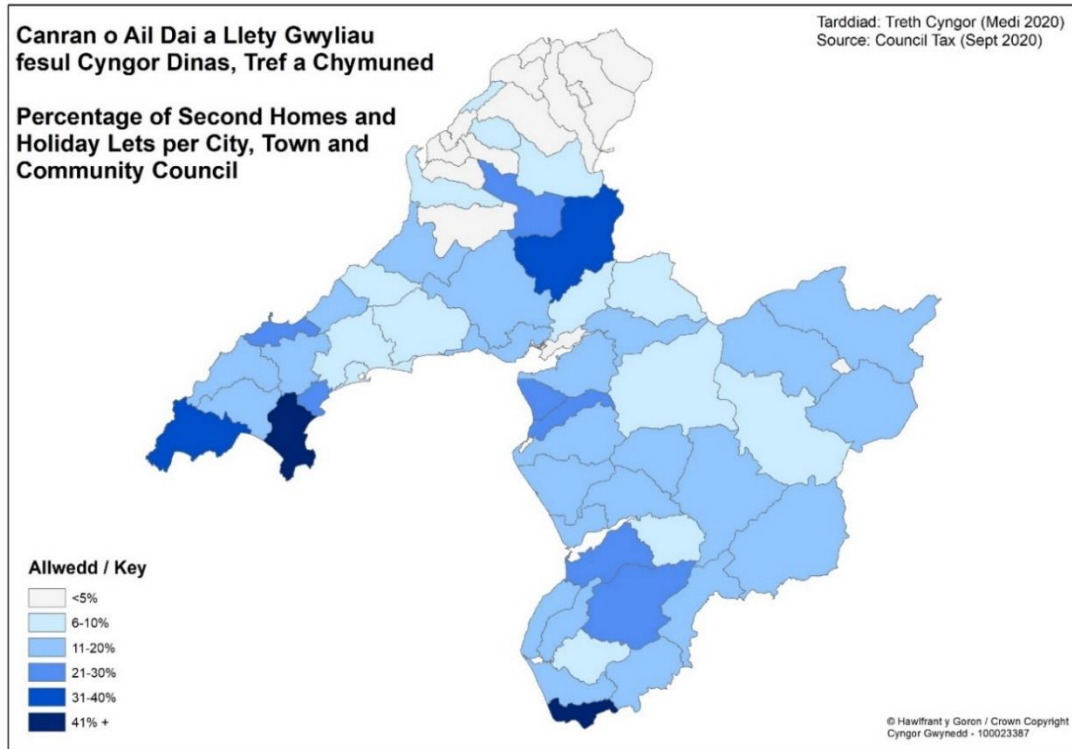 Canran o Ail Dai a Llety Gwyliau
fesul Cyngor Dinas, Tref a Chymuned
Percentage of Second Homes and
Holiday Lets per City, Town and
Community Council
Tarddiad: Treth Cyngor (Medi 2020)
Source: Council Tax (Sept 2020)
Allwedd / Key
<5%
6-10%
11-20%
21-30%
31-40%
41% +
© Hawlfraint y Goron / Crown Copyright
Cyngor Gwynedd - 100023387